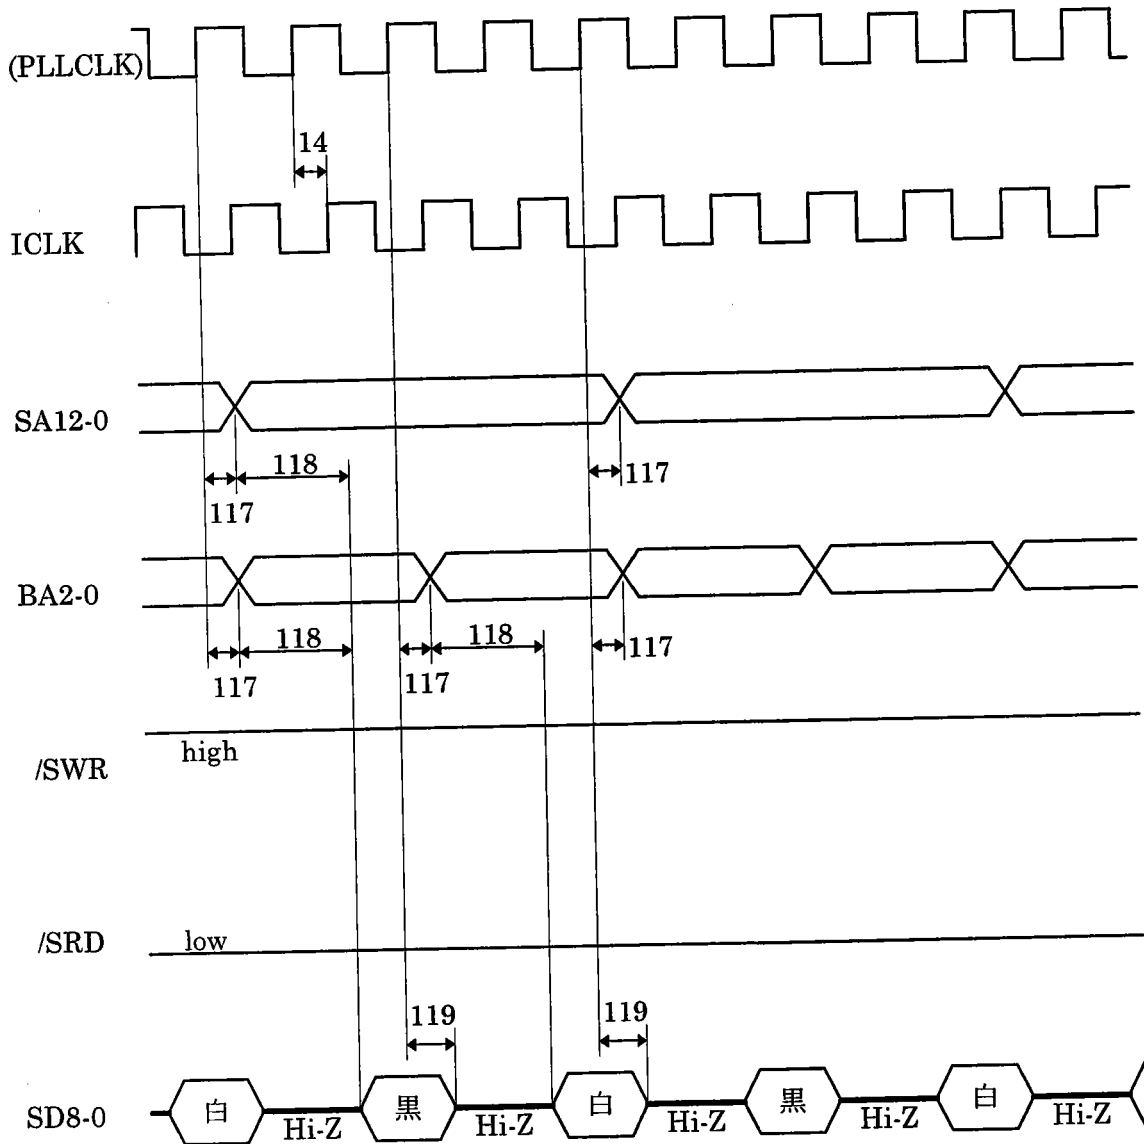 (PLLCLK)
14
ICLK
SA12-0
117 118 117
BA2-0
117 118 117 118 117
/SWR high
/SRD low
119 119
SD8-0 白 Hi-Z 黒 Hi-Z 白 Hi-Z 黒 Hi-Z 白 Hi-Z